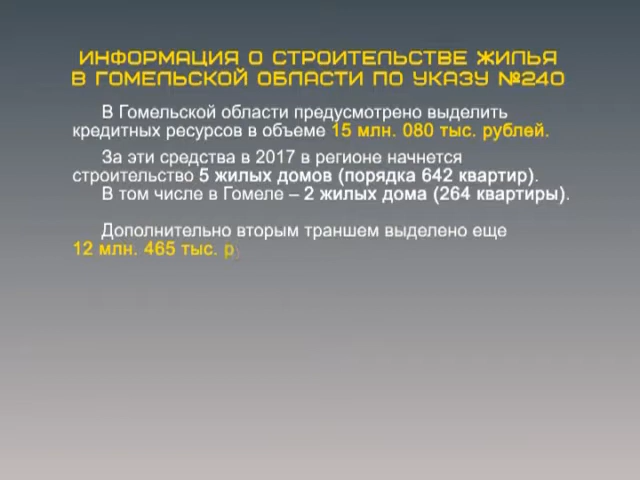 ИНФОРМАЦИЯ О СТРОИТЕЛЬСТВЕ ЖИЛЬЯ
В ГОМЕЛЬСКОЙ ОБЛАСТИ ПО УКАЗУ №240
В Гомельской области предусмотрено выделить
кредитных ресурсов в объеме 15 млн. 080 тыс. рублей.
За эти средства в 2017 в регионе начнется
строительство 5 жилых домов (порядка 642 квартир).
В том числе в Гомеле – 2 жилых дома (264 квартиры).
Дополнительно вторым траншем выделено еще
12 млн. 465 тыс. р